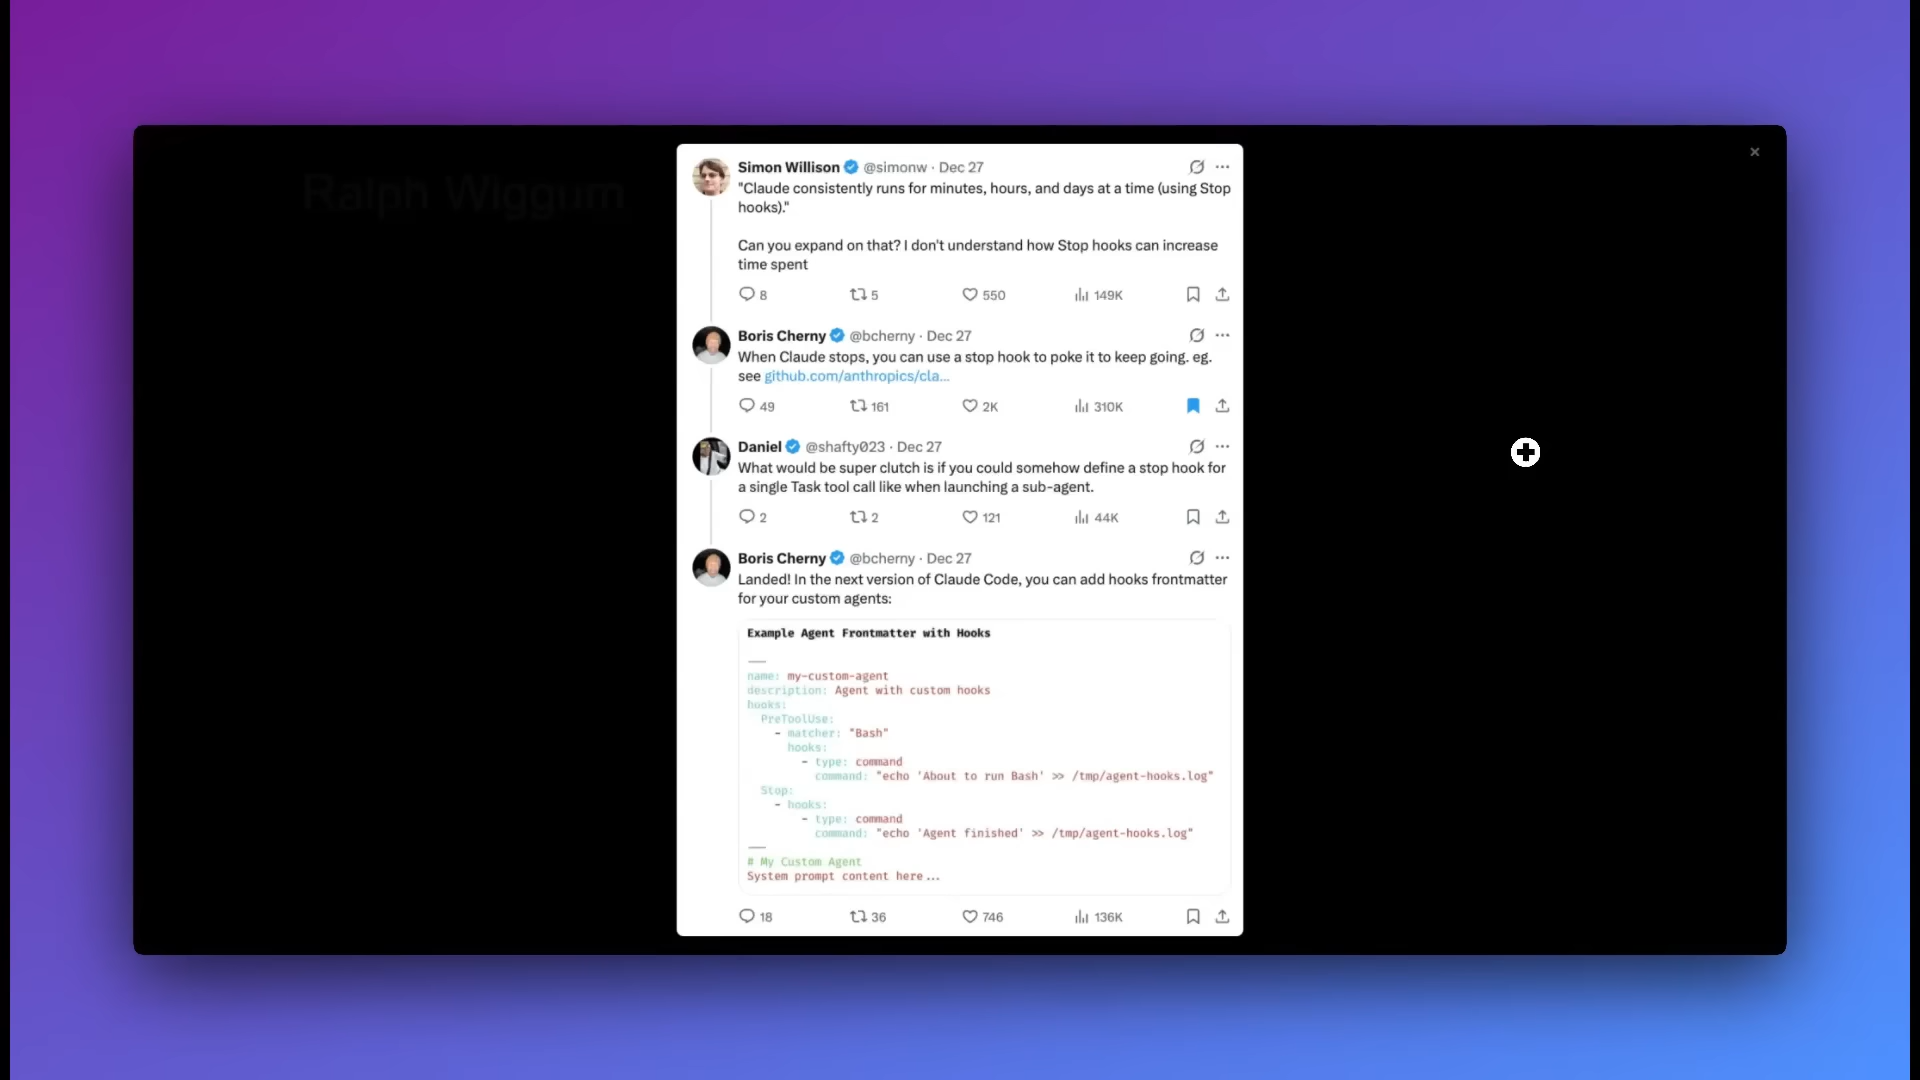 Ralph Wiggum
Simon Willison @simonw · Dec 27
"Claude consistently runs for minutes, hours, and days at a time (using Stop
hooks)."
Can you expand on that? I don't understand how Stop hooks can increase
time spent
8 5 550 149K
Boris Cherny @bcherny · Dec 27
When Claude stops, you can use a stop hook to poke it to keep going. eg.
see github.com/anthropics/cla...
49 161 2K 310K
Daniel @shafty023 · Dec 27
What would be super clutch is if you could somehow define a stop hook for
a single Task tool call like when launching a sub-agent.
2 2 121 44K
Boris Cherny @bcherny · Dec 27
Landed! In the next version of Claude Code, you can add hooks frontmatter
for your custom agents:
Example Agent Frontmatter with Hooks
---
name: my-custom-agent
description: Agent with custom hooks
hooks:
  PreToolUse:
    - matcher: "Bash"
      hooks:
        - type: command
          command: "echo 'About to run Bash' >> /tmp/agent-hooks.log"
  Stop:
    - hooks:
        - type: command
          command: "echo 'Agent finished' >> /tmp/agent-hooks.log"
---
# My Custom Agent
System prompt content here...
18 36 746 136K